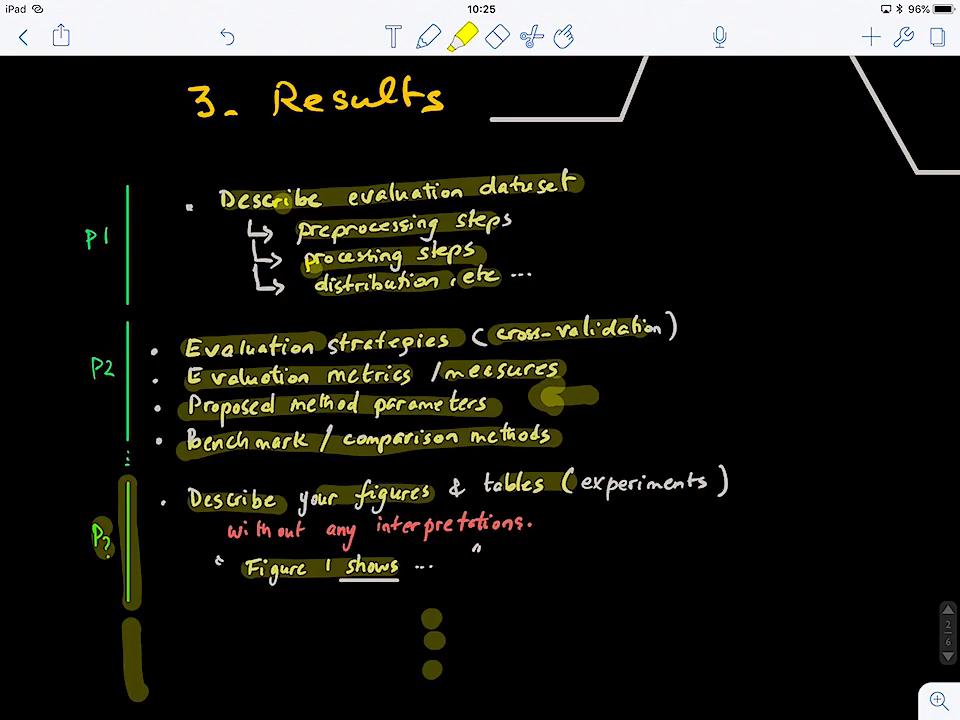 iPad
10:25
96%
T
3. Results
P1
• Describe evaluation dataset
↳ preprocessing steps
↳ processing steps
↳ distribution, etc ...
P2
• Evaluation strategies (cross-validation)
• Evaluation metrics / measures
• Proposed method parameters
• Benchmark / comparison methods
⋮
P?
• Describe your figures & tables (experiments)
without any interpretations.
" Figure 1 shows ... "
2
6